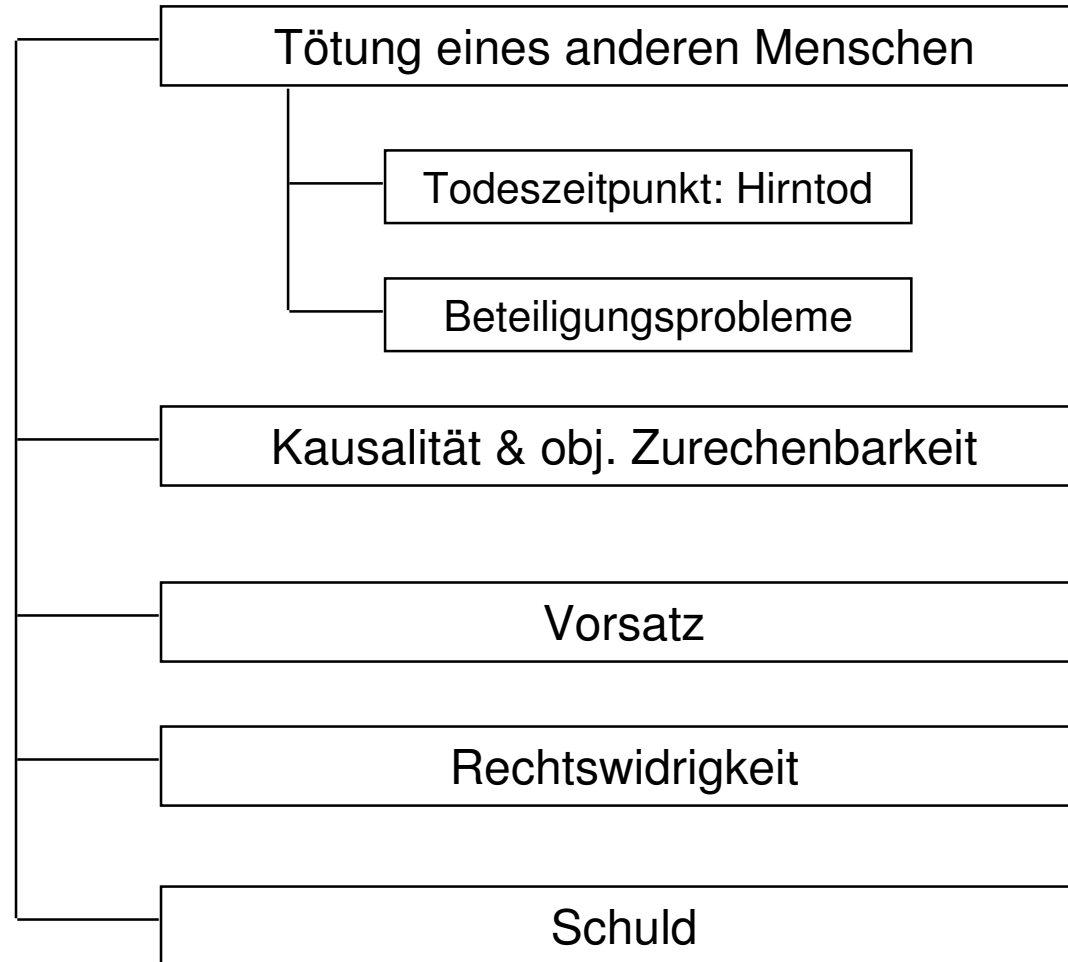 Tötung eines anderen Menschen
Todeszeitpunkt: Hirntod
Beteiligungsprobleme
Kausalität & obj. Zurechenbarkeit
Vorsatz
Rechtswidrigkeit
Schuld